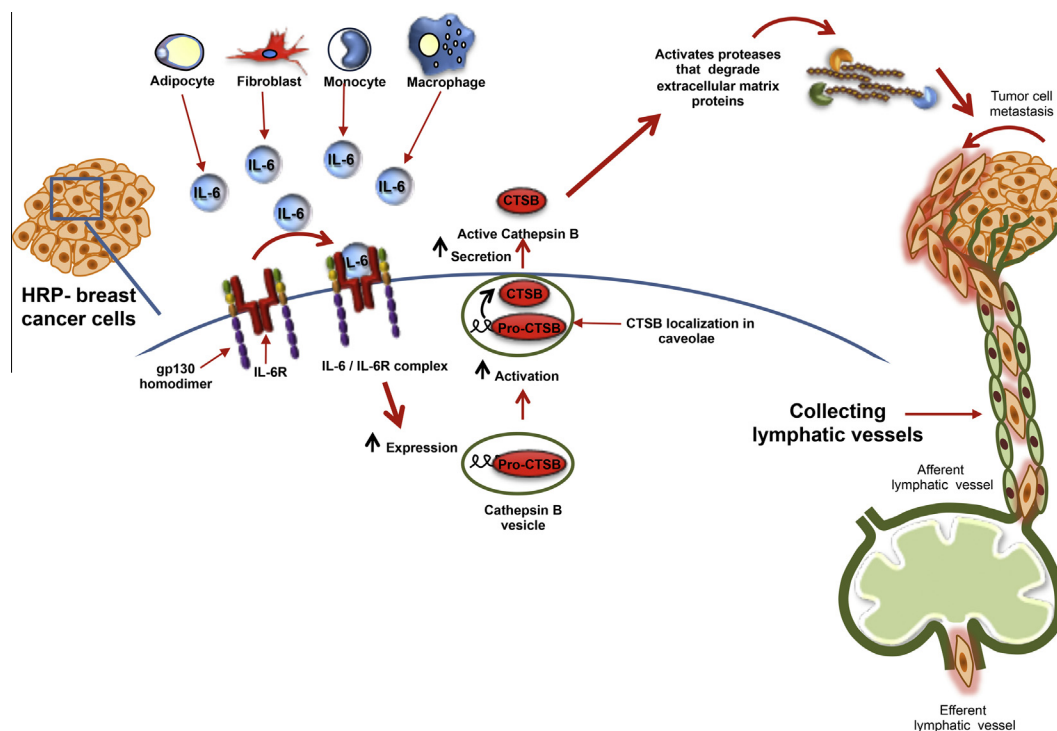 Adipocyte
Fibroblast
Monocyte
Macrophage
IL-6
IL-6
IL-6
IL-6
IL-6
IL-6
HRP- breast
cancer cells
gp130
homodimer
IL-6R
IL-6 / IL-6R complex
Expression
Pro-CTSB
Cathepsin B
vesicle
Activation
CTSB
Pro-CTSB
CTSB localization in
caveolae
CTSB
Active Cathepsin B
Secretion
Activates proteases
that degrade
extracellular matrix
proteins
Tumor cell
metastasis
Collecting
lymphatic vessels
Afferent
lymphatic vessel
Efferent
lymphatic vessel